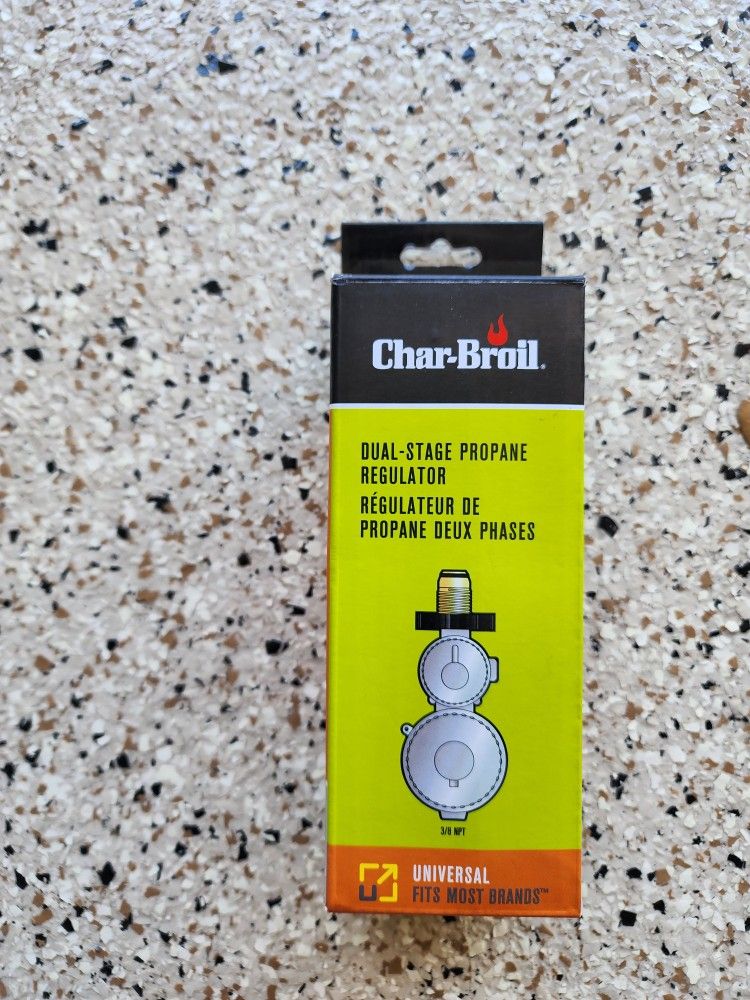 Char-Broil®
DUAL-STAGE PROPANE
REGULATOR
RÉGULATEUR DE
PROPANE DEUX PHASES
3/8 NPT
UNIVERSAL
FITS MOST BRANDS™